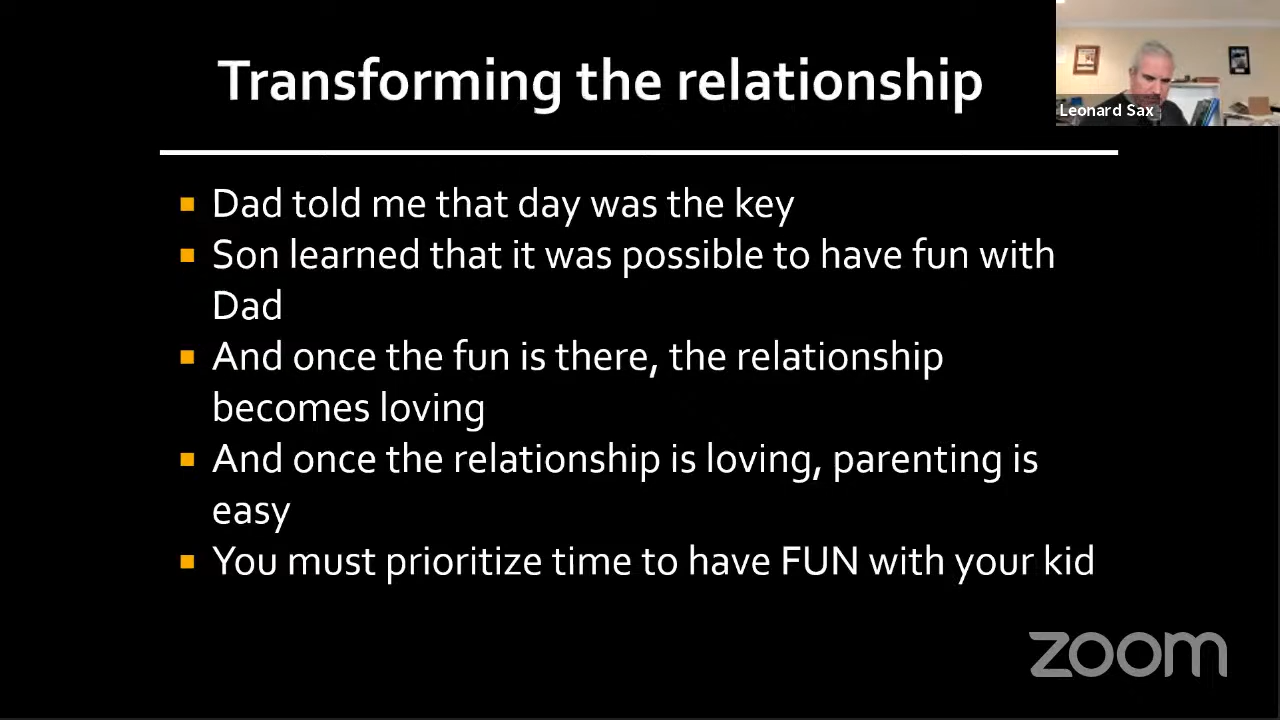 Transforming the relationship
Leonard Sax
Dad told me that day was the key
Son learned that it was possible to have fun with
Dad
And once the fun is there, the relationship
becomes loving
And once the relationship is loving, parenting is
easy
You must prioritize time to have FUN with your kid
zoom